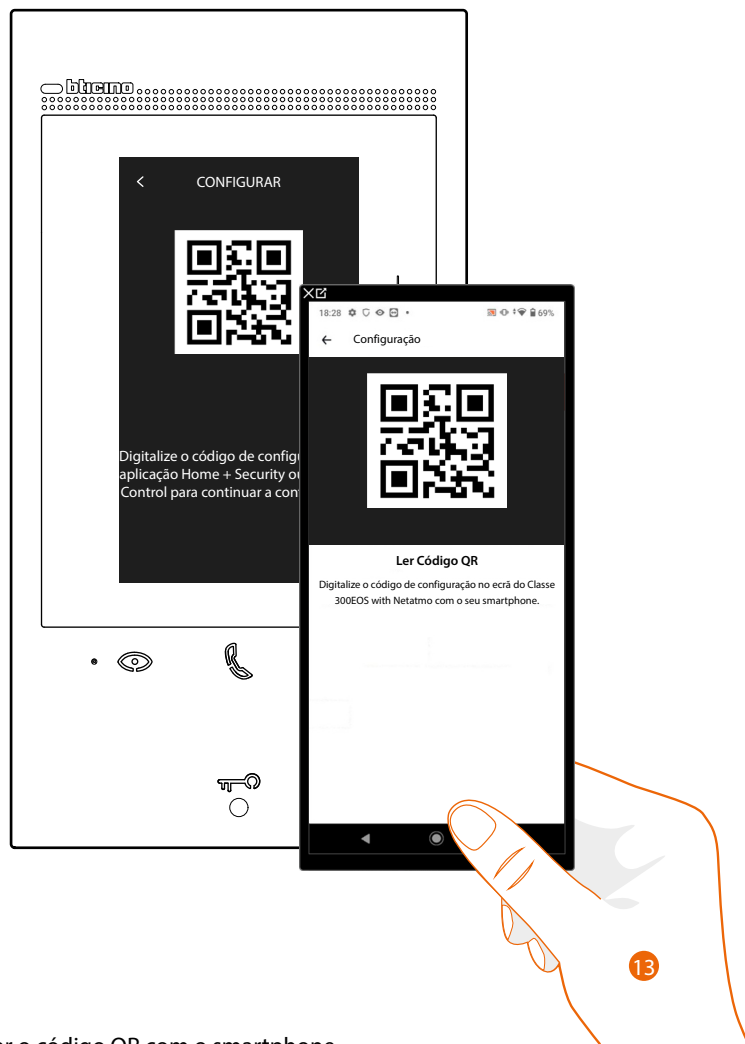 bticino
CONFIGURAR
Digitalize o código de config
aplicação Home + Security ou
Control para continuar a con
18:28
69%
Configuração
Ler Código QR
Digitalize o código de configuração no ecrã do Classe
300EOS with Netatmo com o seu smartphone.
13
o código QR com o smartphone